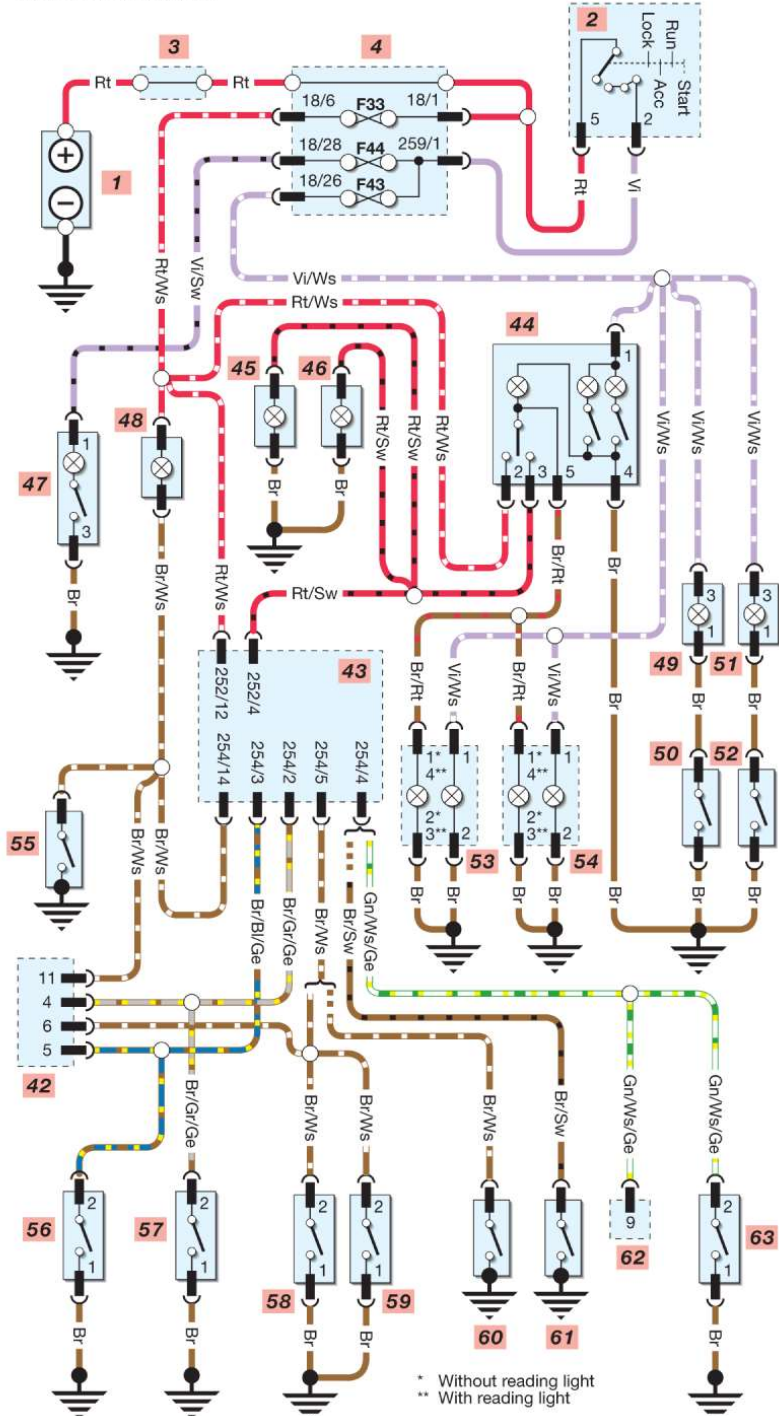 3
4
2
Rt
Rt
Lock
Run
Acc
Start
18/6
F33
18/1
5
2
18/28
F44
259/1
18/26
F43
1
Rt
Vi
Rt/Ws
Vi/Sw
Vi/Ws
Rt/Ws
44
45
46
1
48
47
1
3
Rt/Sw
Rt/Sw
Rt/Ws
2
3
5
4
Vi/Ws
Vi/Ws
Vi/Ws
Br
Br
Br
Br/Ws
Rt/Ws
Rt/Sw
Br/Rt
Br
3
1
3
1
49
51
43
252/12
252/4
254/14
254/3
254/2
254/5
254/4
Br/Rt
Vi/Ws
Br/Rt
Vi/Ws
Br
Br
Br
1*
4**
1
1*
4**
1
2*
3**
2
2*
3**
2
50
52
53
54
55
Br/Ws
Br/Ws
Br/Bl/Ge
Br/Gr/Ge
Br/Ws
Br/Sw
Gn/Ws/Ge
Br
Br
Br
Br
Br
Br
Br
11
4
6
5
42
Br/Gr/Ge
Br/Ws
Br/Ws
Br/Ws
Br/Sw
Gn/Ws/Ge
Gn/Ws/Ge
2
1
56
2
1
57
2
1
58
2
1
59
60
61
9
62
2
1
63
Br
Br
Br
Br
Br
* Without reading light
** With reading light